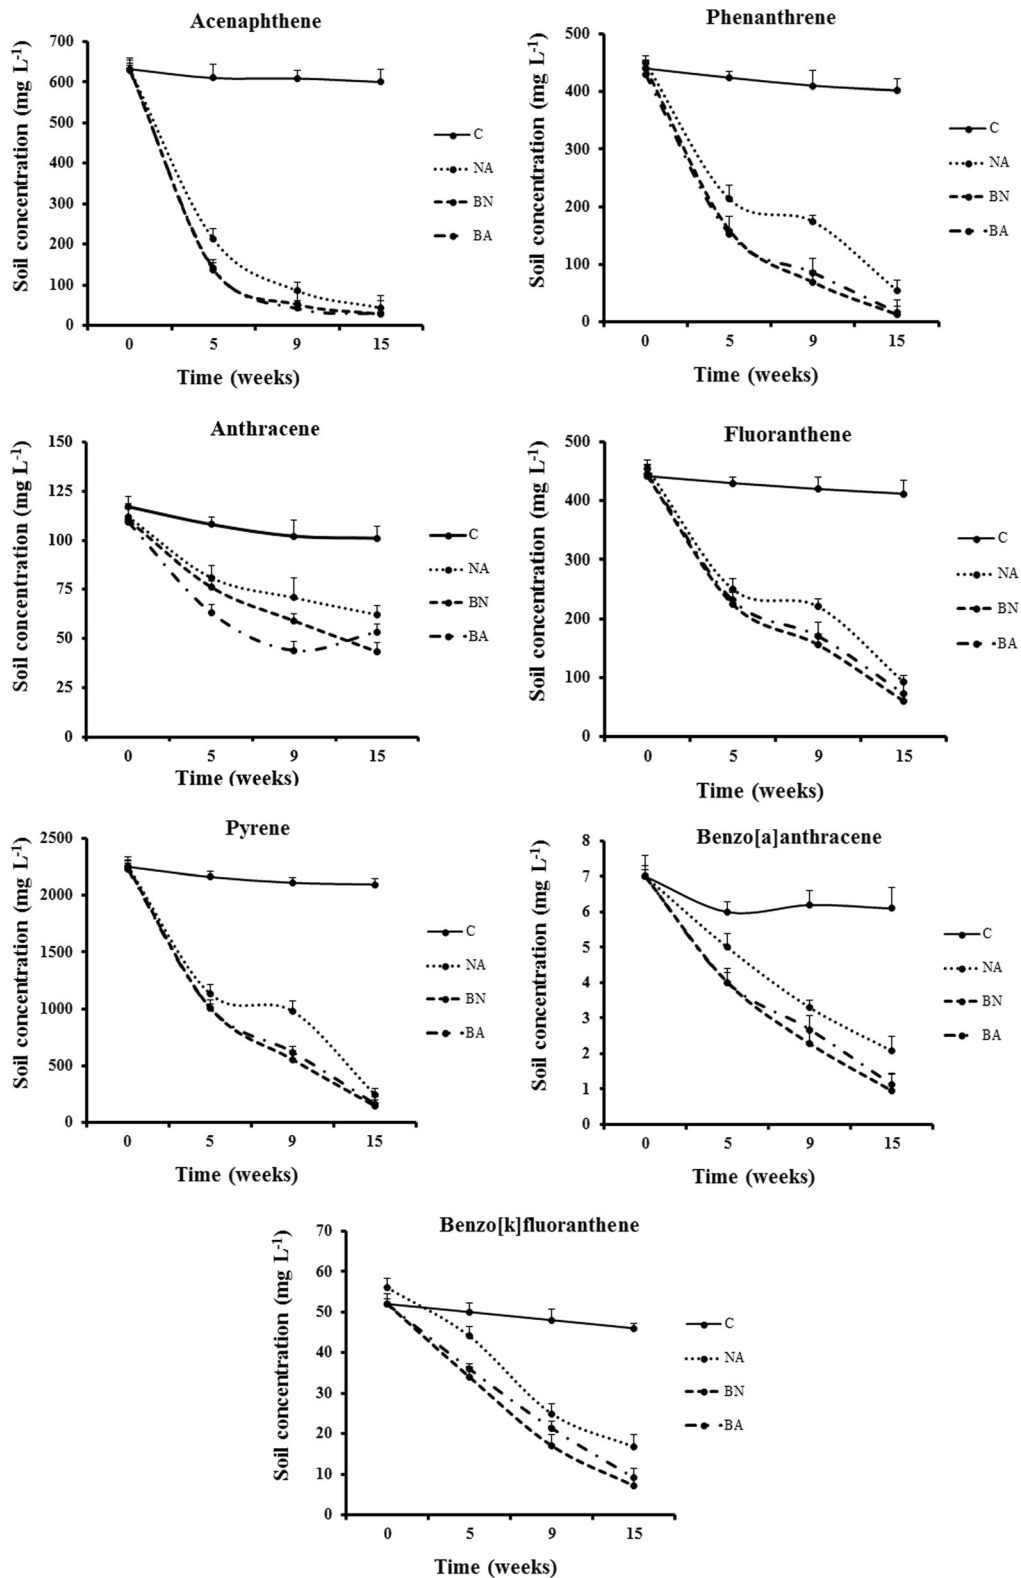 Acenaphthene
Soil concentration (mg L-1)
700
600
500
400
300
200
100
0
0 5 9 15
Time (weeks)
C
NA
BN
BA
Phenanthrene
Soil concentration (mg L-1)
500
400
300
200
100
0
0 5 9 15
Time (weeks)
C
NA
BN
BA
Anthracene
Soil concentration (mg L-1)
150
125
100
75
50
25
0
0 5 9 15
Time (weeks)
C
NA
BN
BA
Fluoranthene
Soil concentration (mg L-1)
500
400
300
200
100
0
0 5 9 15
Time (weeks)
C
NA
BN
BA
Pyrene
Soil concentration (mg L-1)
2500
2000
1500
1000
500
0
0 5 9 15
Time (weeks)
C
NA
BN
BA
Benzo[a]anthracene
Soil concentration (mg L-1)
8
7
6
5
4
3
2
1
0
0 5 9 15
Time (weeks)
C
NA
BN
BA
Benzo[k]fluoranthene
Soil concentration (mg L-1)
70
60
50
40
30
20
10
0
0 5 9 15
Time (weeks)
C
NA
BN
BA